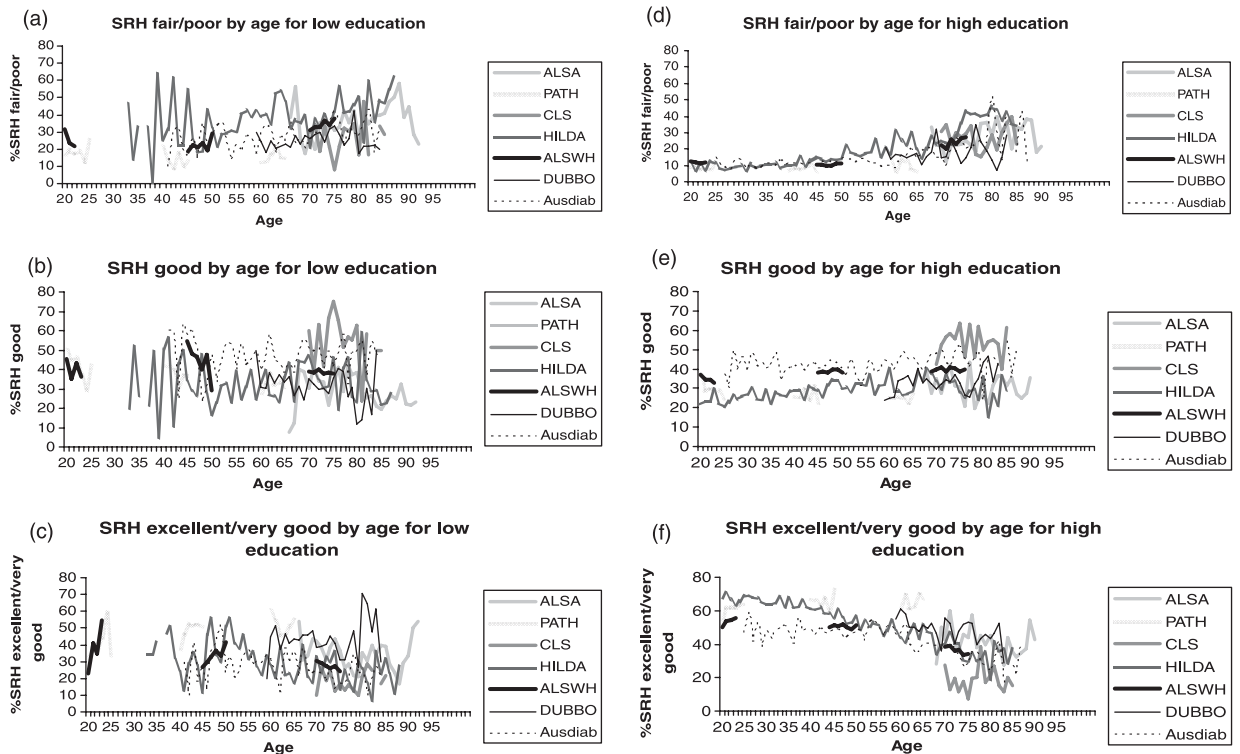 (a)
SRH fair/poor by age for low education
%SRH fair/poor
80
70
60
50
40
30
20
10
0
20 25 30 35 40 45 50 55 60 65 70 75 80 85 90 95
Age
ALSA
PATH
CLS
HILDA
ALSWH
DUBBO
Ausdiab
(b)
SRH good by age for low education
%SRH good
80
70
60
50
40
30
20
10
0
20 25 30 35 40 45 50 55 60 65 70 75 80 85 90 95
Age
ALSA
PATH
CLS
HILDA
ALSWH
DUBBO
Ausdiab
(c)
SRH excellent/very good by age for low
education
%SRH excellent/very
good
80
70
60
50
40
30
20
10
0
20 25 30 35 40 45 50 55 60 65 70 75 80 85 90 95
Age
ALSA
PATH
CLS
HILDA
ALSWH
DUBBO
Ausdiab
(d)
SRH fair/poor by age for high education
%SRH fair/poor
80
70
60
50
40
30
20
10
0
20 25 30 35 40 45 50 55 60 65 70 75 80 85 90 95
Age
ALSA
PATH
CLS
HILDA
ALSWH
DUBBO
Ausdiab
(e)
SRH good by age for high education
%SRH good
80
70
60
50
40
30
20
10
0
20 25 30 35 40 45 50 55 60 65 70 75 80 85 90 95
Age
ALSA
PATH
CLS
HILDA
ALSWH
DUBBO
Ausdiab
(f)
SRH excellent/very good by age for high
education
%SRH excellent/very
good
80
60
40
20
0
20 25 30 35 40 45 50 55 60 65 70 75 80 85 90 95
Age
ALSA
PATH
CLS
HILDA
ALSWH
DUBBO
Ausdiab